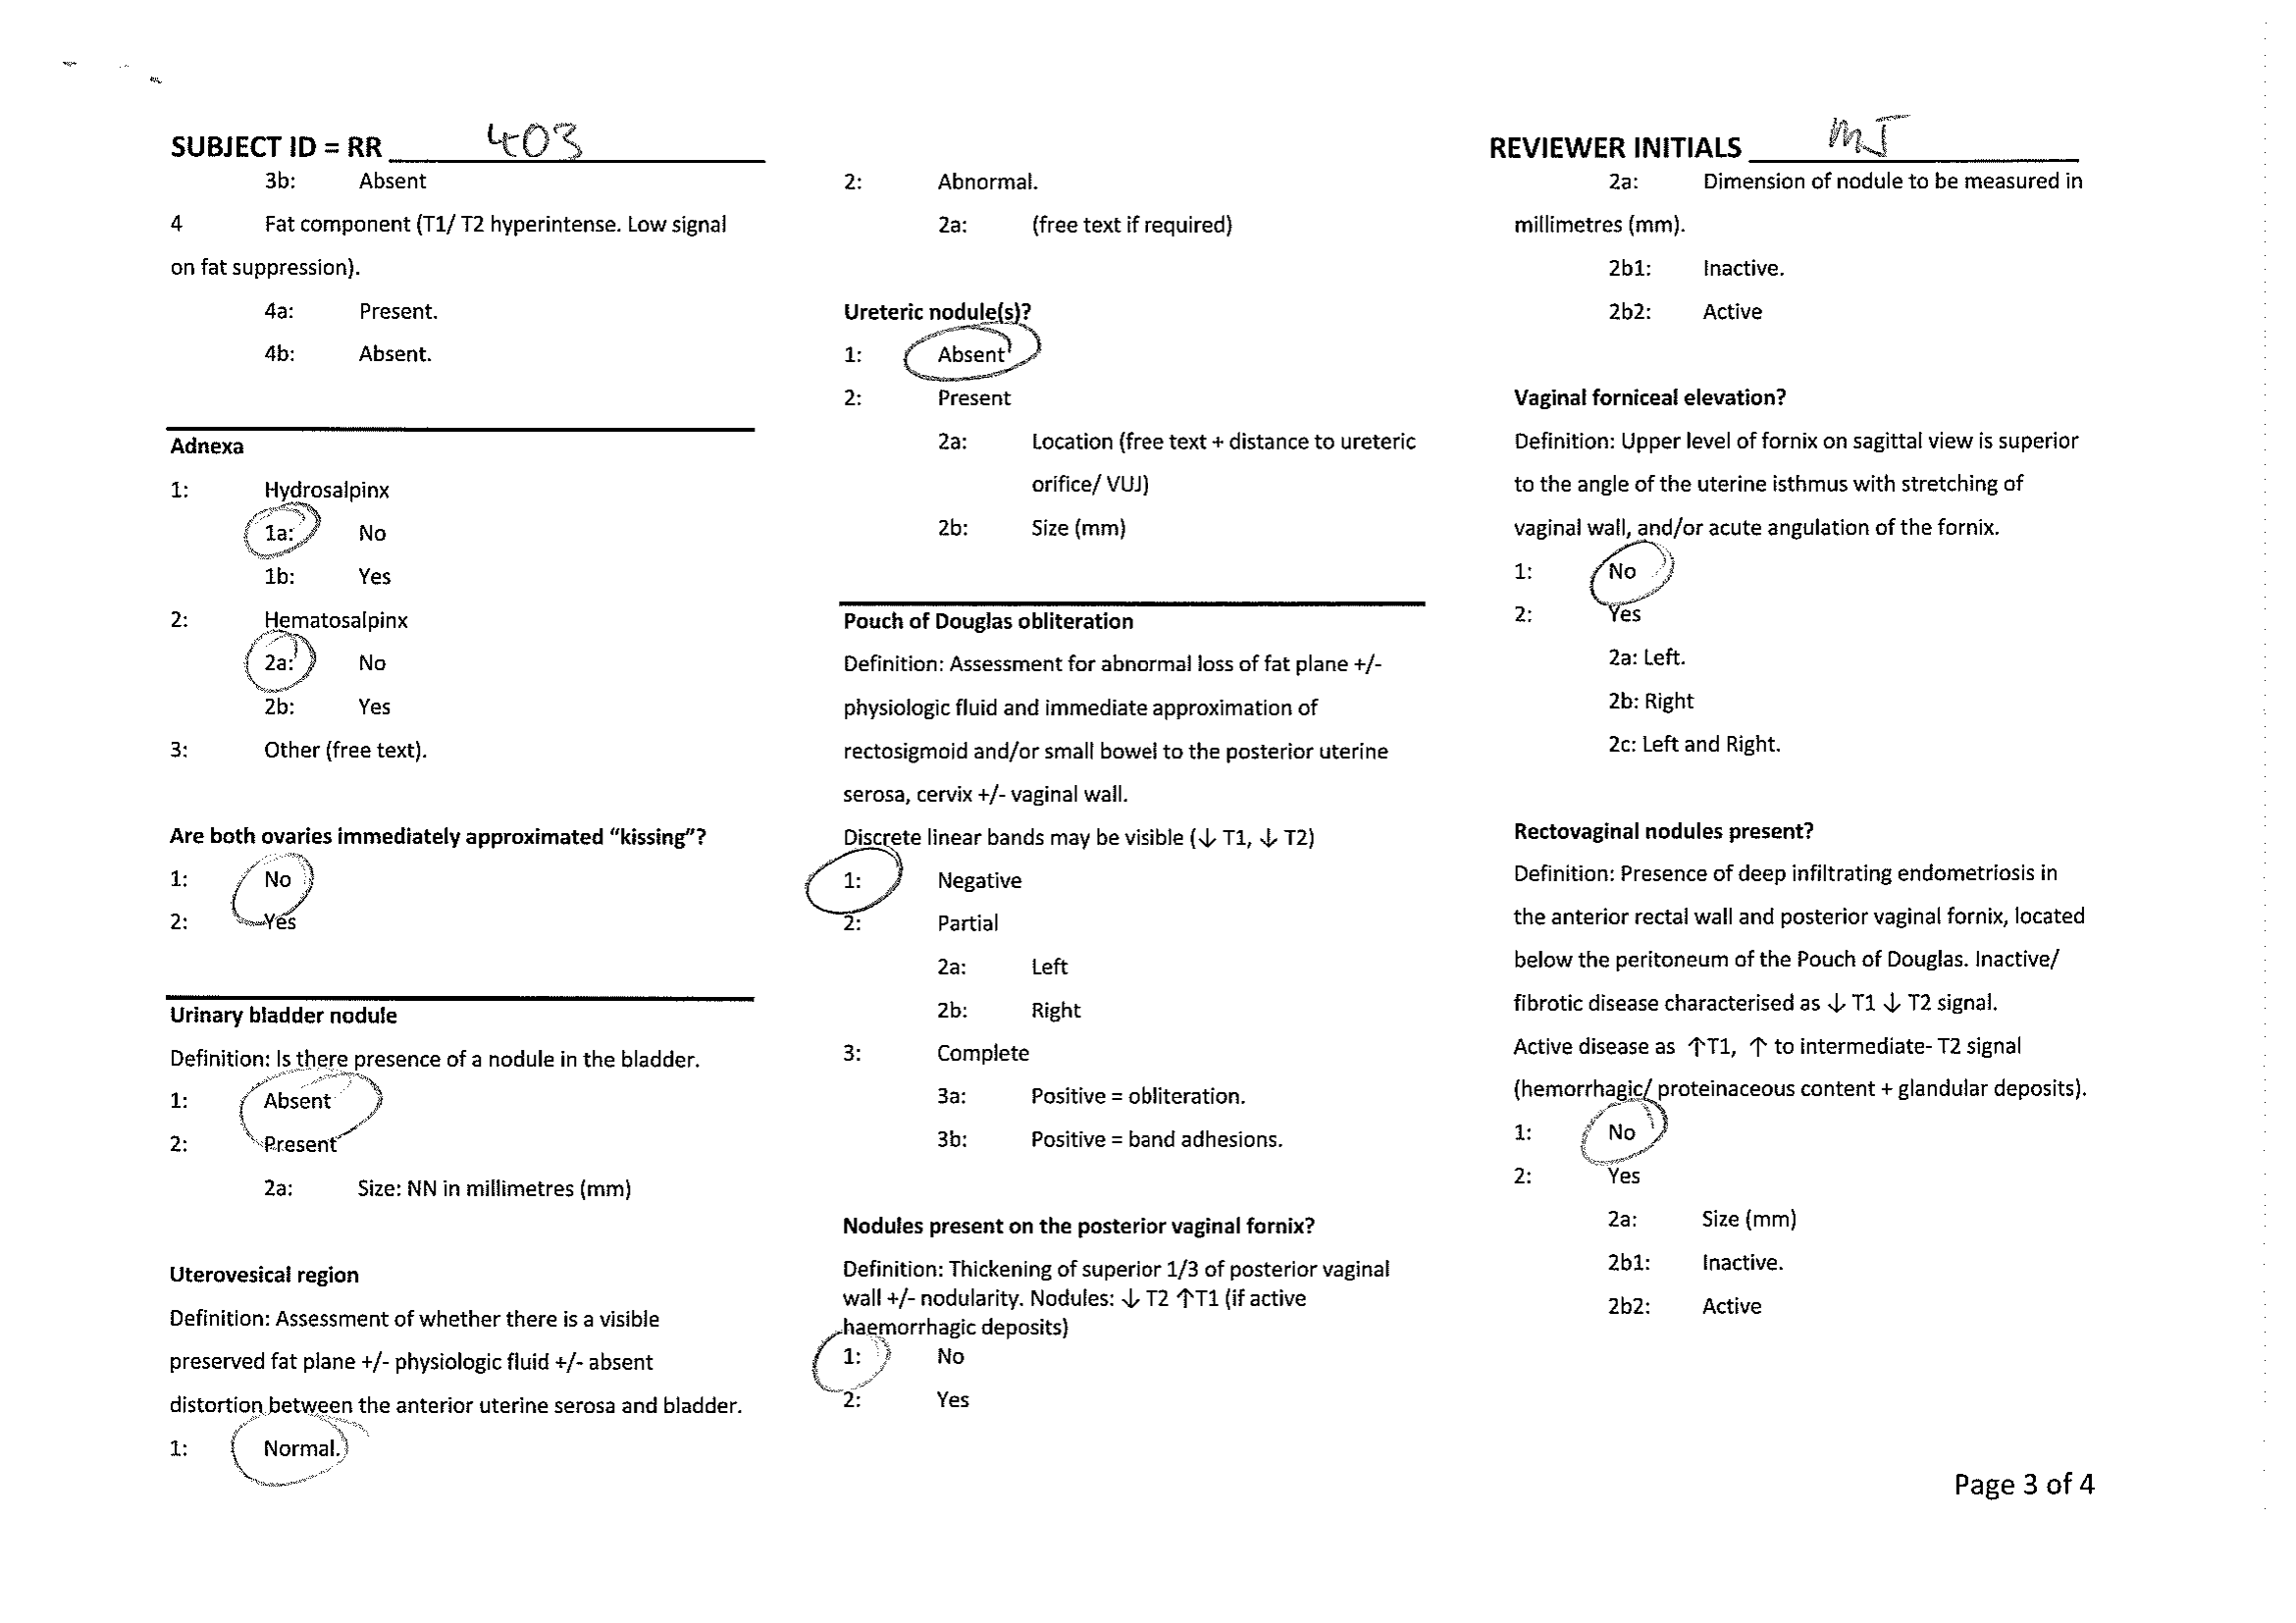 SUBJECT ID = RR 403
REVIEWER INITIALS MJ
3b: Absent
4 Fat component (T1/ T2 hyperintense. Low signal
on fat suppression).
4a: Present.
4b: Absent.
Adnexa
1: Hydrosalpinx
1a: No
1b: Yes
2: Hematosalpinx
2a: No
2b: Yes
3: Other (free text).
Are both ovaries immediately approximated “kissing”?
1: No
2: Yes
Urinary bladder nodule
Definition: Is there presence of a nodule in the bladder.
1: Absent
2: Present
2a: Size: NN in millimetres (mm)
Uterovesical region
Definition: Assessment of whether there is a visible
preserved fat plane +/- physiologic fluid +/- absent
distortion between the anterior uterine serosa and bladder.
1: Normal.
2: Abnormal.
2a: (free text if required)
Ureteric nodule(s)?
1: Absent
2: Present
2a: Location (free text + distance to ureteric
orifice/ VUJ)
2b: Size (mm)
Pouch of Douglas obliteration
Definition: Assessment for abnormal loss of fat plane +/-
physiologic fluid and immediate approximation of
rectosigmoid and/or small bowel to the posterior uterine
serosa, cervix +/- vaginal wall.
Discrete linear bands may be visible (↓ T1, ↓ T2)
1: Negative
2: Partial
2a: Left
2b: Right
3: Complete
3a: Positive = obliteration.
3b: Positive = band adhesions.
Nodules present on the posterior vaginal fornix?
Definition: Thickening of superior 1/3 of posterior vaginal
wall +/- nodularity. Nodules: ↓ T2 ↑T1 (if active
haemorrhagic deposits)
1: No
2: Yes
2a: Dimension of nodule to be measured in
millimetres (mm).
2b1: Inactive.
2b2: Active
Vaginal forniceal elevation?
Definition: Upper level of fornix on sagittal view is superior
to the angle of the uterine isthmus with stretching of
vaginal wall, and/or acute angulation of the fornix.
1: No
2: Yes
2a: Left.
2b: Right
2c: Left and Right.
Rectovaginal nodules present?
Definition: Presence of deep infiltrating endometriosis in
the anterior rectal wall and posterior vaginal fornix, located
below the peritoneum of the Pouch of Douglas. Inactive/
fibrotic disease characterised as ↓ T1 ↓ T2 signal.
Active disease as ↑T1, ↑ to intermediate- T2 signal
(hemorrhagic/ proteinaceous content + glandular deposits).
1: No
2: Yes
2a: Size (mm)
2b1: Inactive.
2b2: Active
Page 3 of 4